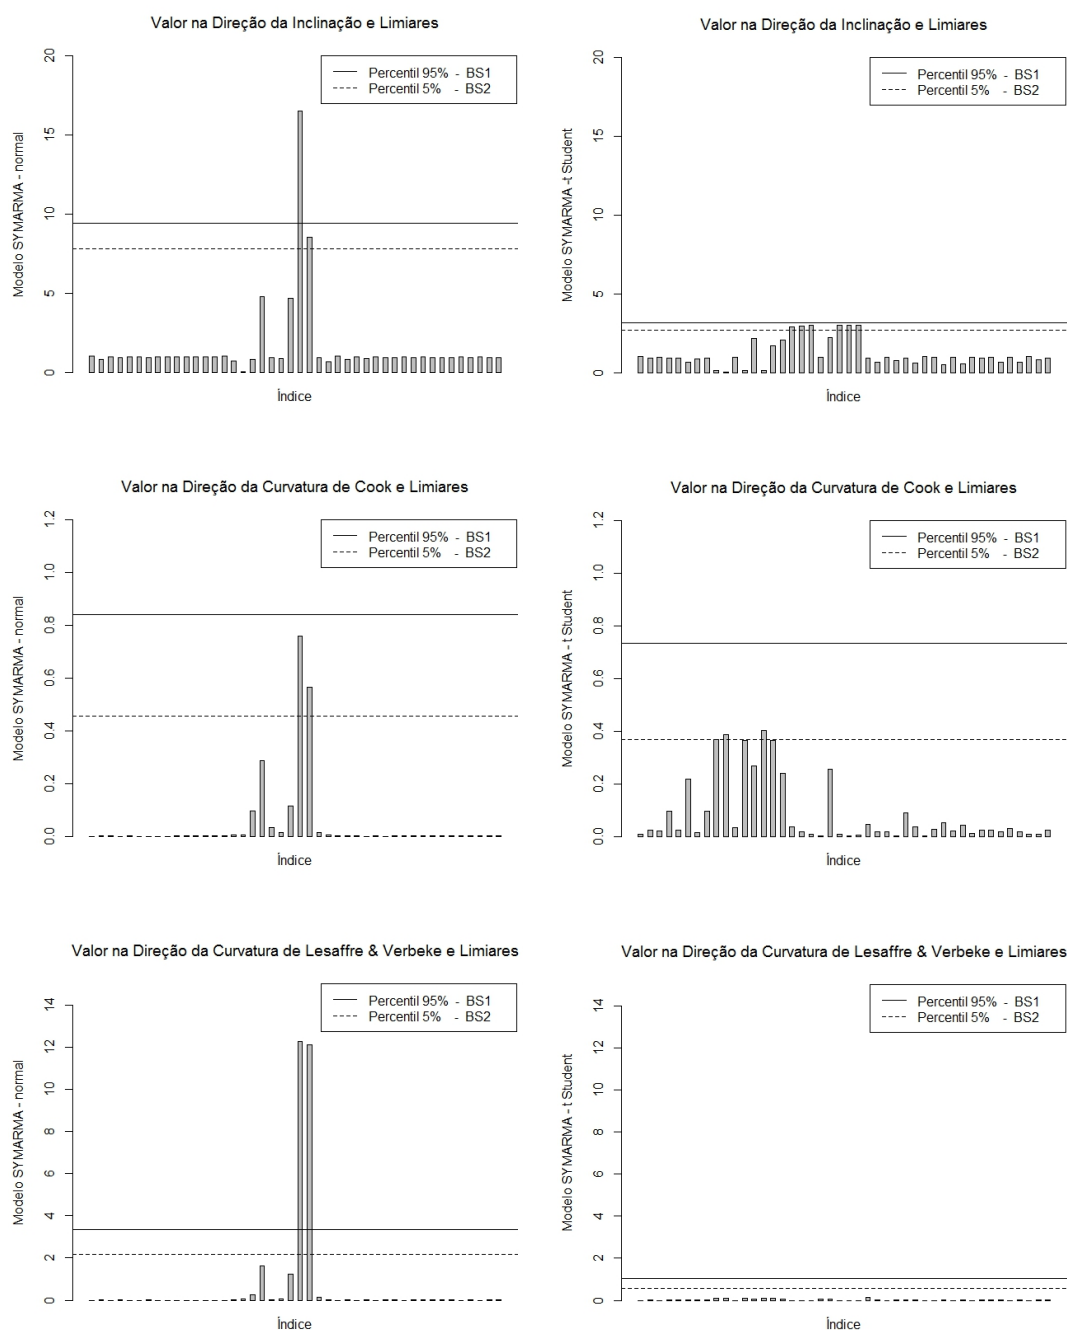 Valor na Direção da Inclinação e Limiares
Modelo SYMARMA - normal
20
15
10
5
0
Percentil 95% - BS1
Percentil 5% - BS2
Índice
Valor na Direção da Inclinação e Limiares
Modelo SYMARMA -t Student
20
15
10
5
0
Percentil 95% - BS1
Percentil 5% - BS2
Índice
Valor na Direção da Curvatura de Cook e Limiares
Modelo SYMARMA - normal
1.2
1.0
0.8
0.6
0.4
0.2
0.0
Percentil 95% - BS1
Percentil 5% - BS2
Índice
Valor na Direção da Curvatura de Cook e Limiares
Modelo SYMARMA - t Student
1.2
1.0
0.8
0.6
0.4
0.2
0.0
Percentil 95% - BS1
Percentil 5% - BS2
Índice
Valor na Direção da Curvatura de Lesaffre & Verbeke e Limiares
Modelo SYMARMA - normal
14
12
10
8
6
4
2
0
Percentil 95% - BS1
Percentil 5% - BS2
Índice
Valor na Direção da Curvatura de Lesaffre & Verbeke e Limiares
Modelo SYMARMA - t Student
14
12
10
8
6
4
2
0
Percentil 95% - BS1
Percentil 5% - BS2
Índice